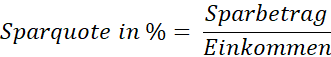 Sparquote in % = Sparbetrag / Einkommen